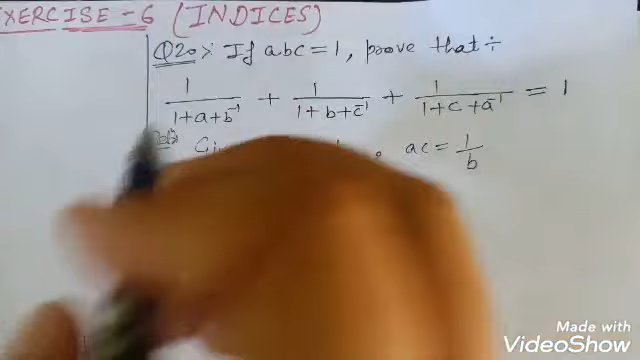 EXERCISE-6 (INDICES)
Q20 :- If abc=1, prove that ÷
1/(1+a+b⁻¹) + 1/(1+b+c⁻¹) + 1/(1+c+a⁻¹) = 1
ac = 1/b
Made with
VideoShow